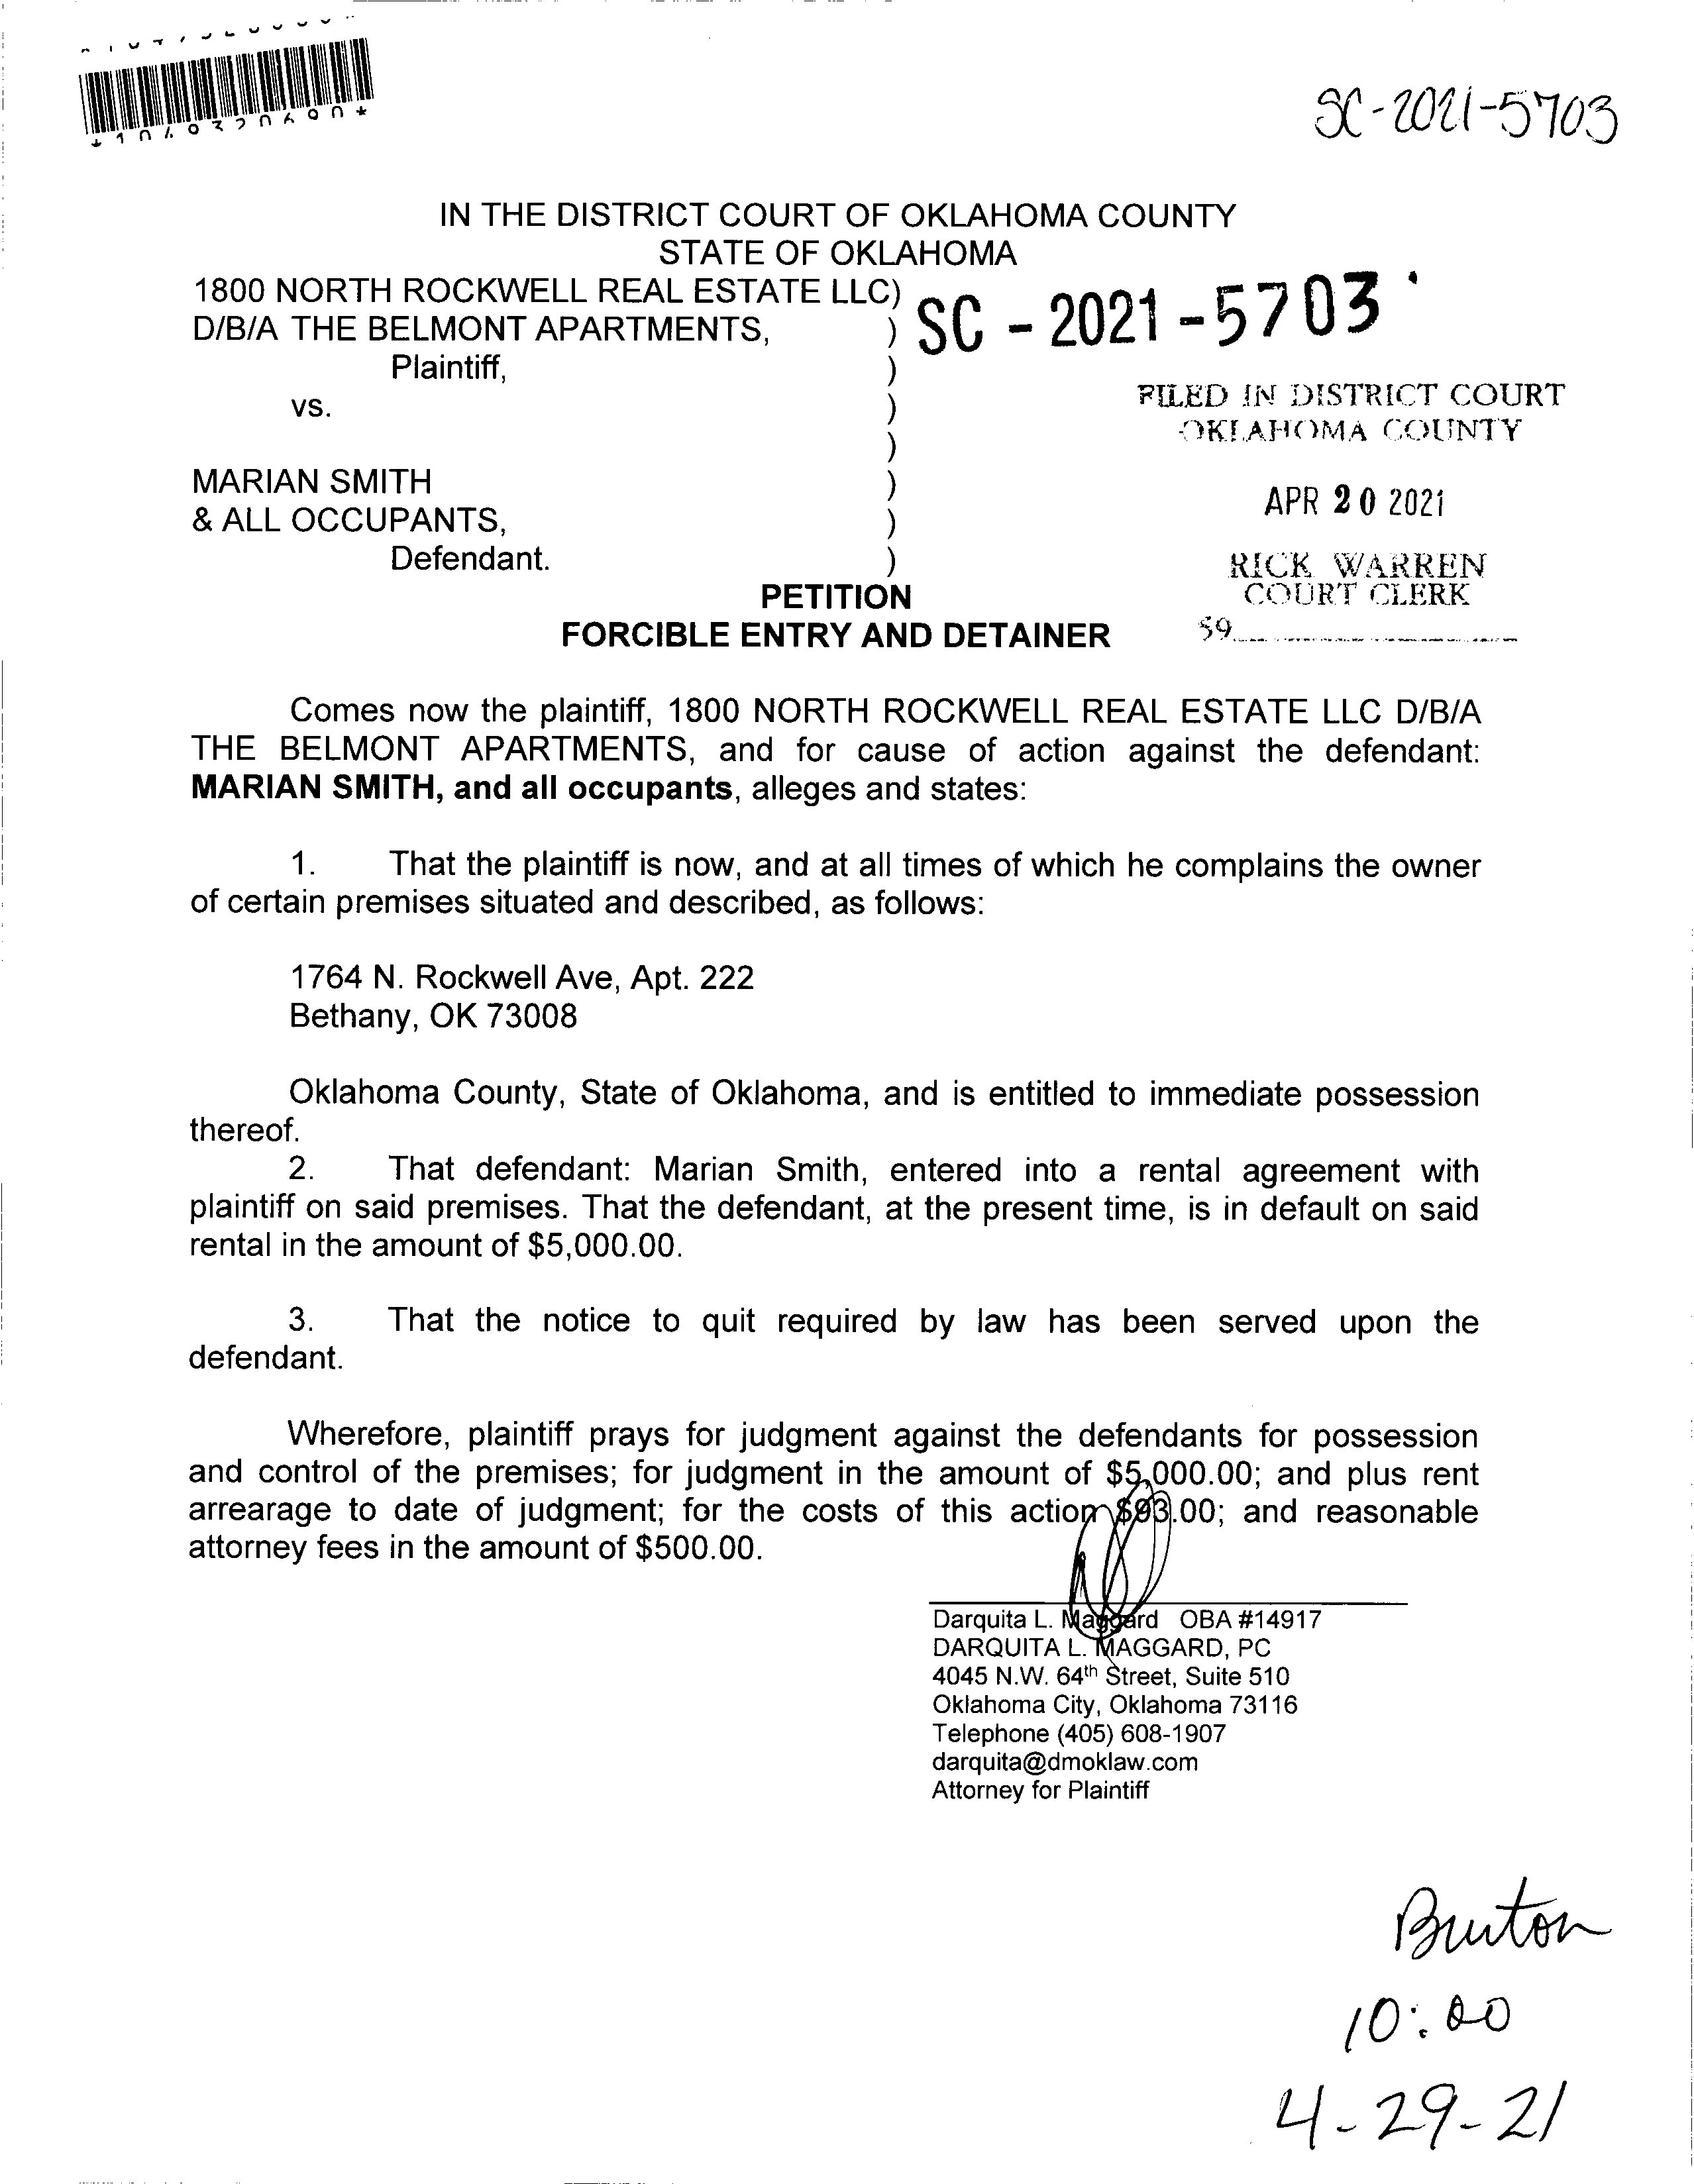 SC-2021-5703
IN THE DISTRICT COURT OF OKLAHOMA COUNTY
STATE OF OKLAHOMA
1800 NORTH ROCKWELL REAL ESTATE LLC)
D/B/A THE BELMONT APARTMENTS, )
Plaintiff, )
vs. )
)
MARIAN SMITH )
& ALL OCCUPANTS, )
Defendant. )
SC - 2021 - 5703
FILED IN DISTRICT COURT
OKLAHOMA COUNTY
APR 20 2021
RICK WARREN
COURT CLERK
59
PETITION
FORCIBLE ENTRY AND DETAINER
Comes now the plaintiff, 1800 NORTH ROCKWELL REAL ESTATE LLC D/B/A
THE BELMONT APARTMENTS, and for cause of action against the defendant:
MARIAN SMITH, and all occupants, alleges and states:
1. That the plaintiff is now, and at all times of which he complains the owner
of certain premises situated and described, as follows:
1764 N. Rockwell Ave, Apt. 222
Bethany, OK 73008
Oklahoma County, State of Oklahoma, and is entitled to immediate possession
thereof.
2. That defendant: Marian Smith, entered into a rental agreement with
plaintiff on said premises. That the defendant, at the present time, is in default on said
rental in the amount of $5,000.00.
3. That the notice to quit required by law has been served upon the
defendant.
Wherefore, plaintiff prays for judgment against the defendants for possession
and control of the premises; for judgment in the amount of $5,000.00; and plus rent
arrearage to date of judgment; for the costs of this action $93.00; and reasonable
attorney fees in the amount of $500.00.
Darquita L. Maggard OBA #14917
DARQUITA L. MAGGARD, PC
4045 N.W. 64th Street, Suite 510
Oklahoma City, Oklahoma 73116
Telephone (405) 608-1907
darquita@dmoklaw.com
Attorney for Plaintiff
10:00
4-29-21